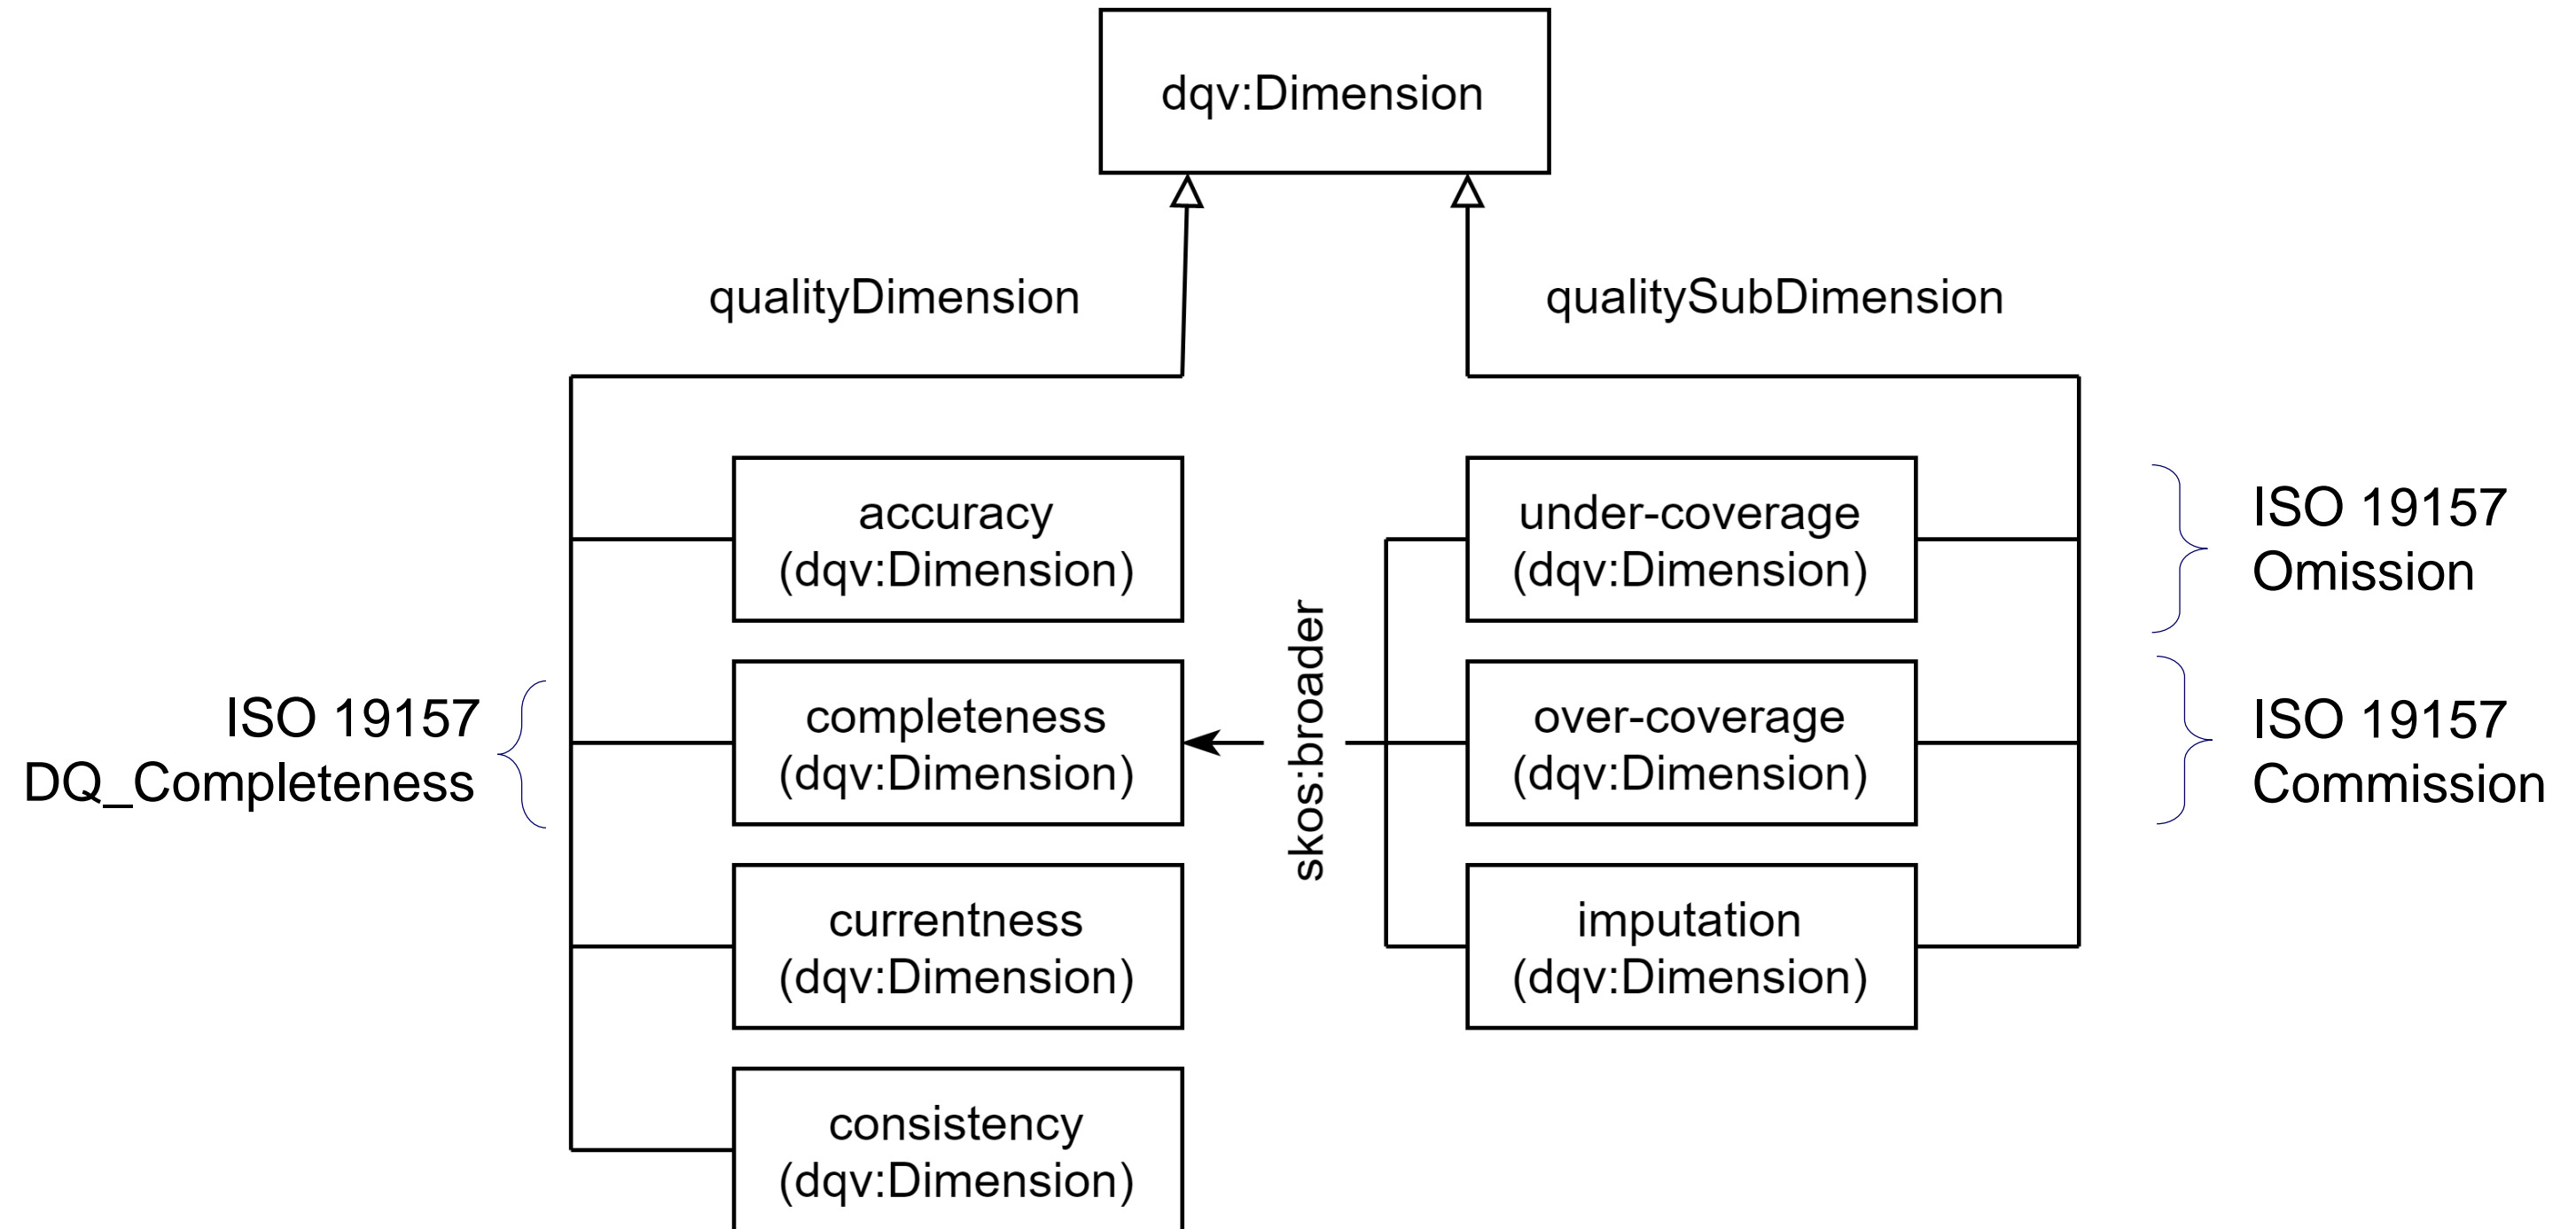 dqv:Dimension
qualityDimension
qualitySubDimension
accuracy
(dqv:Dimension)
under-coverage
(dqv:Dimension)
ISO 19157
Omission
ISO 19157
DQ_Completeness
completeness
(dqv:Dimension)
skos:broader
over-coverage
(dqv:Dimension)
ISO 19157
Commission
currentness
(dqv:Dimension)
imputation
(dqv:Dimension)
consistency
(dqv:Dimension)